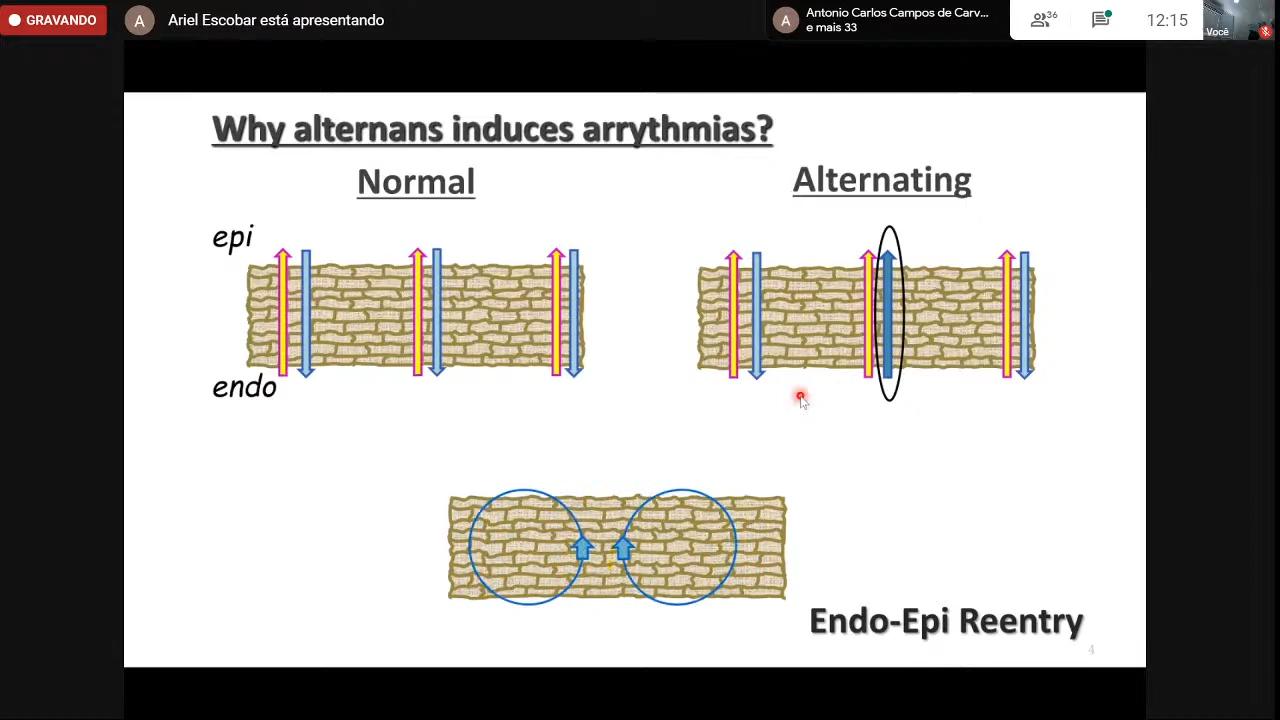 GRAVANDO
A
Ariel Escobar está apresentando
A
Antonio Carlos Campos de Carv...
e mais 33
36
12:15
Você
Why alternans induces arrythmias?
Normal
Alternating
epi
endo
Endo-Epi Reentry
4